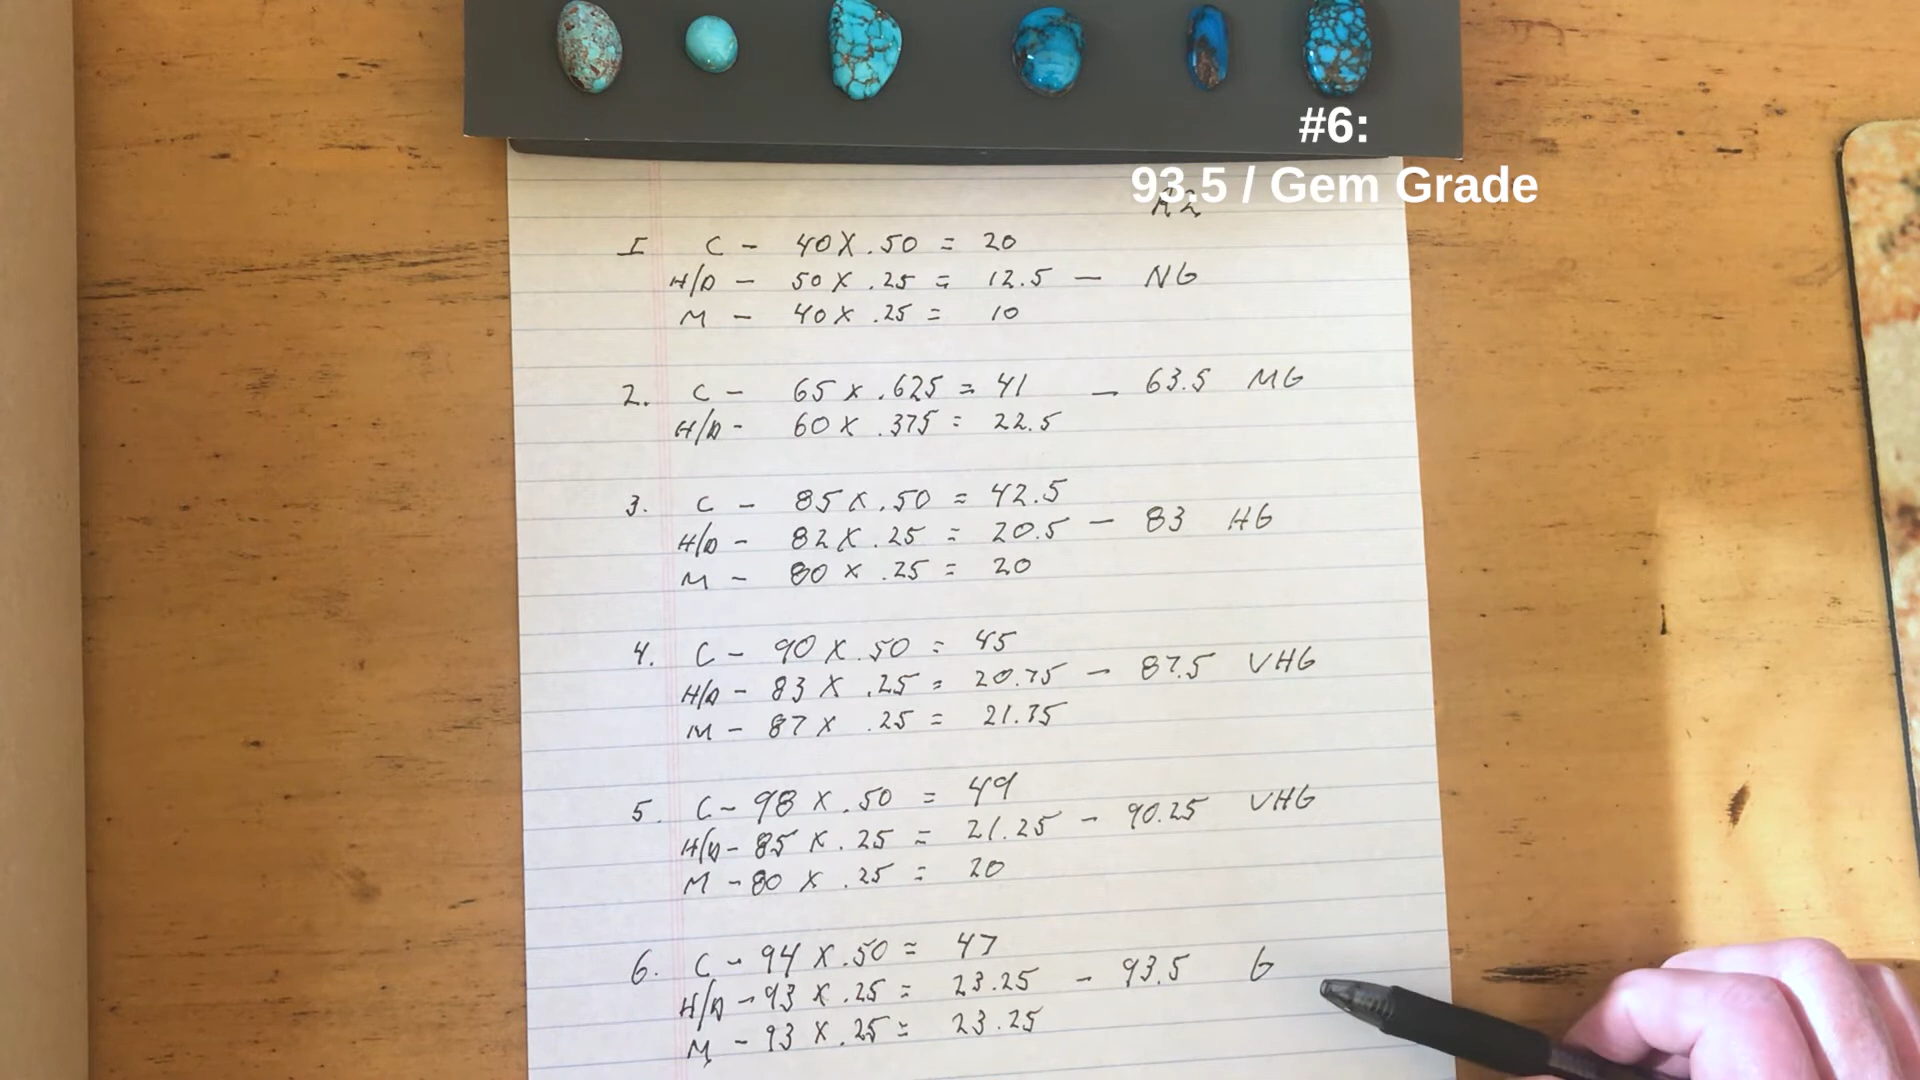 #6:
93.5 / Gem Grade
R2
I C - 40 X .50 = 20
H/D - 50 X .25 = 12.5 - NG
M - 40 X .25 = 10
2. C - 65 x .625 = 41 - 63.5 MG
H/D - 60 X .375 = 22.5
3. C - 85 X .50 = 42.5
H/D - 82 X .25 = 20.5 - 83 HG
M - 80 x .25 = 20
4. C - 90 X .50 = 45
H/D - 83 X .25 = 20.75 - 87.5 VHG
M - 87 X .25 = 21.75
5. C - 98 X .50 = 49
H/D - 85 X .25 = 21.25 - 90.25 VHG
M - 80 X .25 = 20
6. C - 94 X .50 = 47
H/D - 93 X .25 = 23.25 - 93.5 G
M - 93 X .25 = 23.25